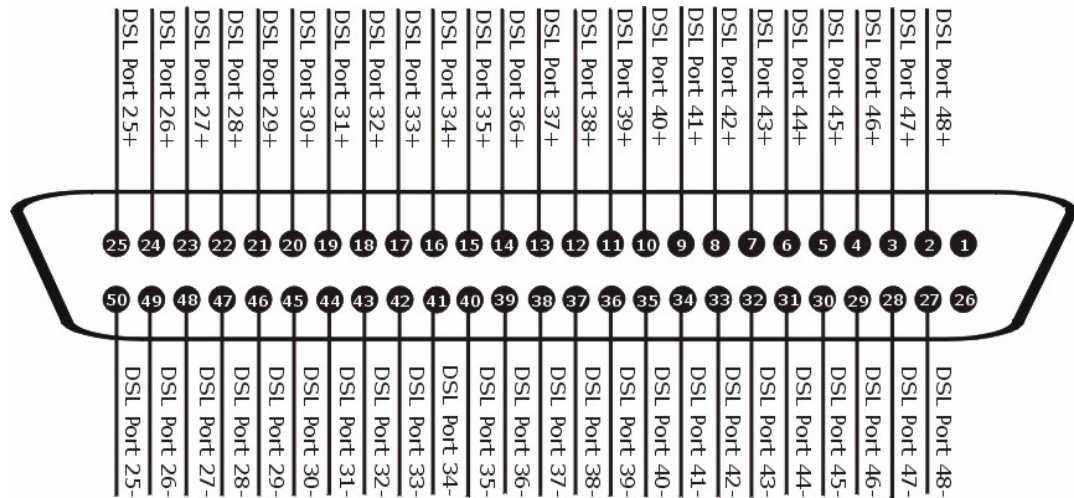 DSL Port 25+
DSL Port 26+
DSL Port 27+
DSL Port 28+
DSL Port 29+
DSL Port 30+
DSL Port 31+
DSL Port 32+
DSL Port 33+
DSL Port 34+
DSL Port 35+
DSL Port 36+
DSL Port 37+
DSL Port 38+
DSL Port 39+
DSL Port 40+
DSL Port 41+
DSL Port 42+
DSL Port 43+
DSL Port 44+
DSL Port 45+
DSL Port 46+
DSL Port 47+
DSL Port 48+
25 24 23 22 21 20 19 18 17 16 15 14 13 12 11 10 9 8 7 6 5 4 3 2 1
50 49 48 47 46 45 44 43 42 41 40 39 38 37 36 35 34 33 32 31 30 29 28 27 26
DSL Port 25-
DSL Port 26-
DSL Port 27-
DSL Port 28-
DSL Port 29-
DSL Port 30-
DSL Port 31-
DSL Port 32-
DSL Port 33-
DSL Port 34-
DSL Port 35-
DSL Port 36-
DSL Port 37-
DSL Port 38-
DSL Port 39-
DSL Port 40-
DSL Port 41-
DSL Port 42-
DSL Port 43-
DSL Port 44-
DSL Port 45-
DSL Port 46-
DSL Port 47-
DSL Port 48-